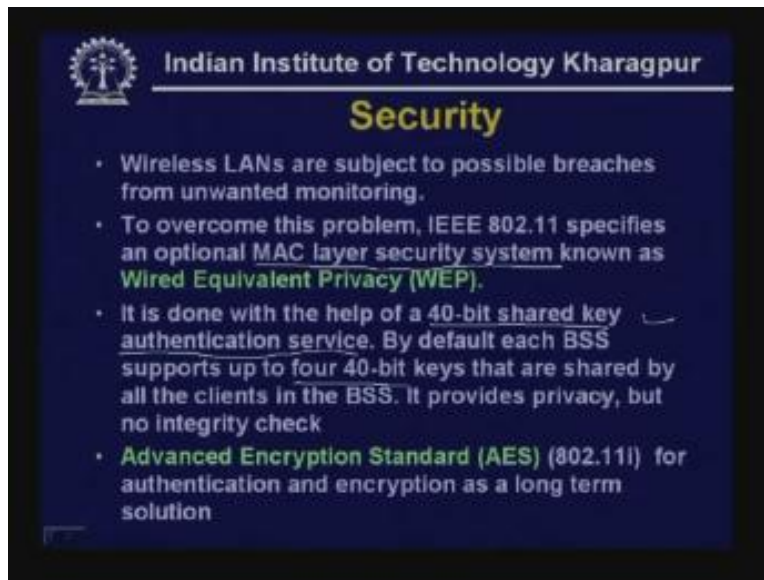 Indian Institute of Technology Kharagpur
Security
• Wireless LANs are subject to possible breaches
from unwanted monitoring.
• To overcome this problem, IEEE 802.11 specifies
an optional MAC layer security system known as
Wired Equivalent Privacy (WEP).
• It is done with the help of a 40-bit shared key
authentication service. By default each BSS
supports up to four 40-bit keys that are shared by
all the clients in the BSS. It provides privacy, but
no integrity check
• Advanced Encryption Standard (AES) (802.11i) for
authentication and encryption as a long term
solution